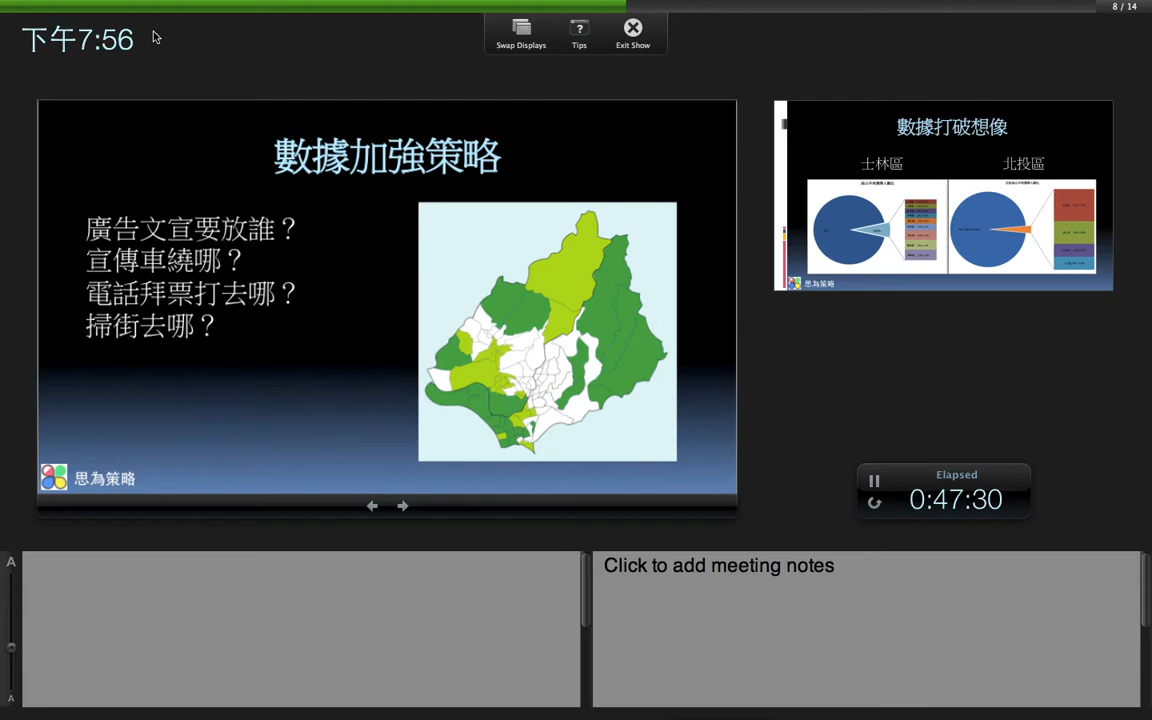 8 / 14
下午7:56
Swap Displays
Tips
Exit Show
數據加強策略
廣告文宣要放誰？
宣傳車繞哪？
電話拜票打去哪？
掃街去哪？
思為策略
數據打破想像
士林區
北投區
思為策略
Elapsed
0:47:30
A
A
Click to add meeting notes